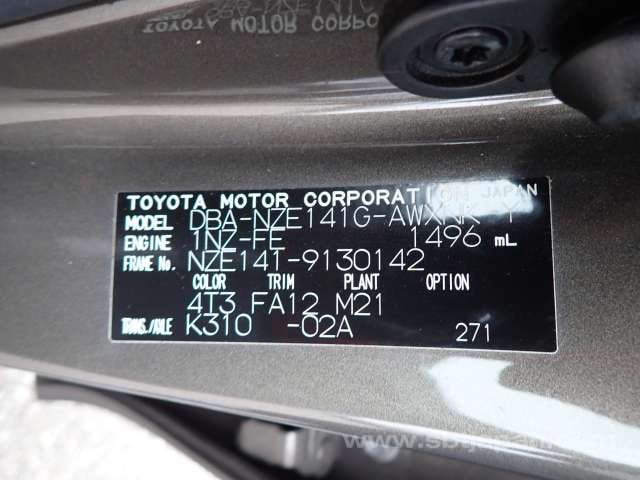 TOYOTA MOTOR CORPORATION JAPAN
MODEL DBA-NZE141G-AWXNK Y
ENGINE 1NZ-FE 1496 mL
FRAME No. NZE141-9130142
COLOR TRIM PLANT OPTION
4T3 FA12 M21
TRANS./AXLE K310 -02A 271